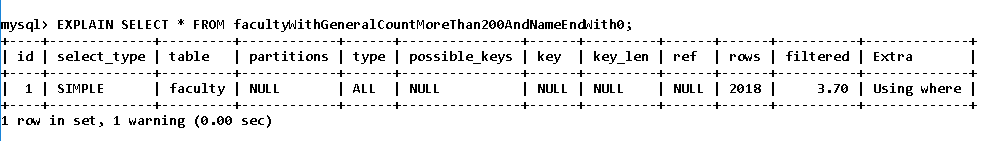 mysql> EXPLAIN SELECT * FROM facultyWithGeneralCountMoreThan200AndNameEndWith0;
+----+-------------+---------+------------+------+---------------+------+---------+------+------+----------+-------------+
| id | select_type | table   | partitions | type | possible_keys | key  | key_len | ref  | rows | filtered | Extra       |
+----+-------------+---------+------------+------+---------------+------+---------+------+------+----------+-------------+
|  1 | SIMPLE      | faculty | NULL       | ALL  | NULL          | NULL | NULL    | NULL | 2018 |     3.70 | Using where |
+----+-------------+---------+------------+------+---------------+------+---------+------+------+----------+-------------+
1 row in set, 1 warning (0.00 sec)